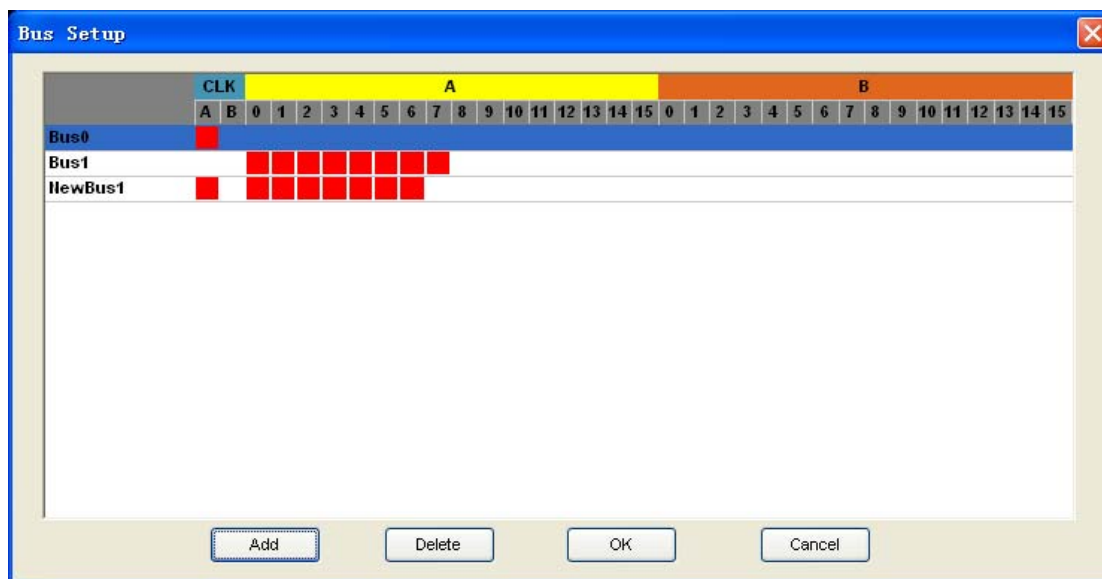 Bus Setup
CLK A B
A B 0 1 2 3 4 5 6 7 8 9 10 11 12 13 14 15 0 1 2 3 4 5 6 7 8 9 10 11 12 13 14 15
Bus0
Bus1
NewBus1
Add Delete OK Cancel